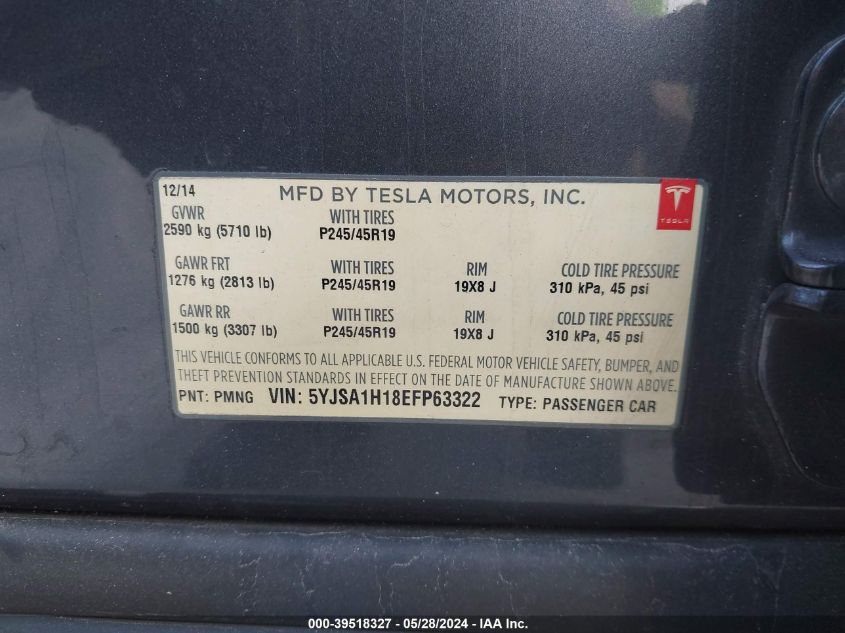 12/14 MFD BY TESLA MOTORS, INC.
TESLA
GVWR WITH TIRES
2590 kg (5710 lb) P245/45R19
GAWR FRT WITH TIRES RIM COLD TIRE PRESSURE
1276 kg (2813 lb) P245/45R19 19X8 J 310 kPa, 45 psi
GAWR RR WITH TIRES RIM COLD TIRE PRESSURE
1500 kg (3307 lb) P245/45R19 19X8 J 310 kPa, 45 psi
THIS VEHICLE CONFORMS TO ALL APPLICABLE U.S. FEDERAL MOTOR VEHICLE SAFETY, BUMPER, AND
THEFT PREVENTION STANDARDS IN EFFECT ON THE DATE OF MANUFACTURE SHOWN ABOVE.
PNT: PMNG VIN: 5YJSA1H18EFP63322 TYPE: PASSENGER CAR
000-39518327 - 05/28/2024 - IAA Inc.